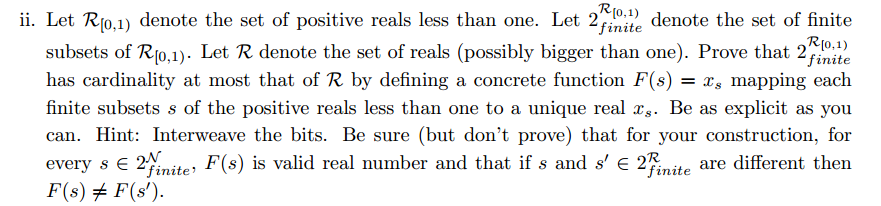 ii. Let $\mathcal{R}_{[0,1)}$ denote the set of positive reals less than one. Let $2^{\mathcal{R}_{[0,1)}}_{finite}$ denote the set of finite
subsets of $\mathcal{R}_{[0,1)}$. Let $\mathcal{R}$ denote the set of reals (possibly bigger than one). Prove that $2^{\mathcal{R}_{[0,1)}}_{finite}$
has cardinality at most that of $\mathcal{R}$ by defining a concrete function $F(s) = x_s$ mapping each
finite subsets $s$ of the positive reals less than one to a unique real $x_s$. Be as explicit as you
can. Hint: Interweave the bits. Be sure (but don't prove) that for your construction, for
every $s \in 2^{\mathcal{N}}_{finite}$, $F(s)$ is valid real number and that if $s$ and $s' \in 2^{\mathcal{R}}_{finite}$ are different then
$F(s) \neq F(s')$.